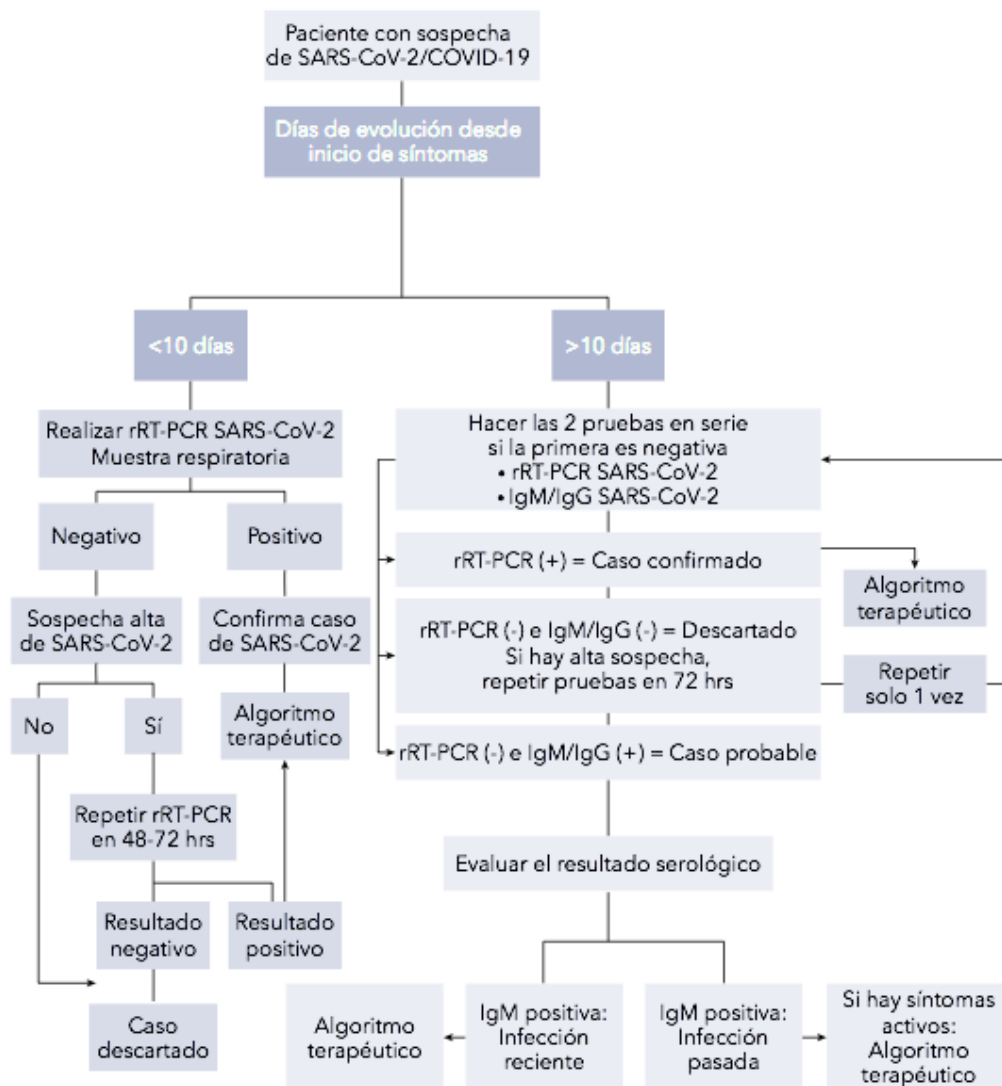 Paciente con sospecha
de SARS-CoV-2/COVID-19
Días de evolución desde
inicio de síntomas
<10 días
>10 días
Realizar rRT-PCR SARS-CoV-2
Muestra respiratoria
Negativo
Positivo
Sospecha alta
de SARS-CoV-2
Confirma caso
de SARS-CoV-2
No
Sí
Algoritmo
terapéutico
Repetir rRT-PCR
en 48-72 hrs
Resultado
negativo
Resultado
positivo
Caso
descartado
Hacer las 2 pruebas en serie
si la primera es negativa
• rRT-PCR SARS-CoV-2
• IgM/IgG SARS-CoV-2
rRT-PCR (+) = Caso confirmado
Algoritmo
terapéutico
rRT-PCR (-) e IgM/IgG (-) = Descartado
Si hay alta sospecha,
repetir pruebas en 72 hrs
Repetir
solo 1 vez
rRT-PCR (-) e IgM/IgG (+) = Caso probable
Evaluar el resultado serológico
Algoritmo
terapéutico
IgM positiva:
Infección
reciente
IgM positiva:
Infección
pasada
Si hay síntomas
activos:
Algoritmo
terapéutico